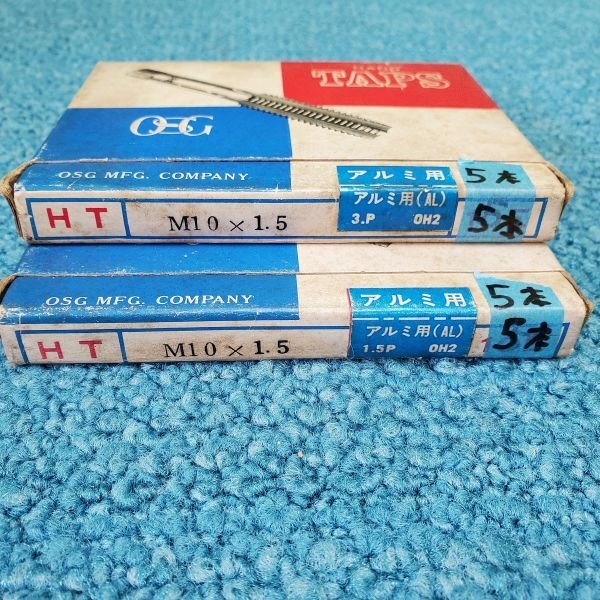 HAND
TAPS
OSG
OSG MFG. COMPANY
アルミ用
5本
HT
M10 × 1.5
アルミ用(AL)
3.P OH2
5本
OSG MFG. COMPANY
アルミ用
5本
HT
M10 × 1.5
アルミ用(AL)
1.5P OH2
5本